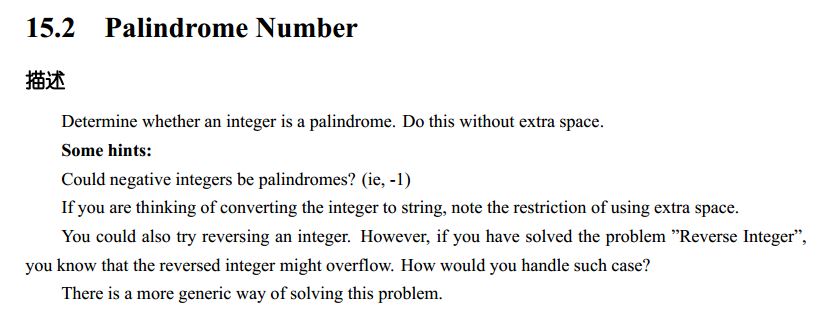 15.2 Palindrome Number
描述
Determine whether an integer is a palindrome. Do this without extra space.
Some hints:
Could negative integers be palindromes? (ie, -1)
If you are thinking of converting the integer to string, note the restriction of using extra space.
You could also try reversing an integer. However, if you have solved the problem ”Reverse Integer”,
you know that the reversed integer might overflow. How would you handle such case?
There is a more generic way of solving this problem.